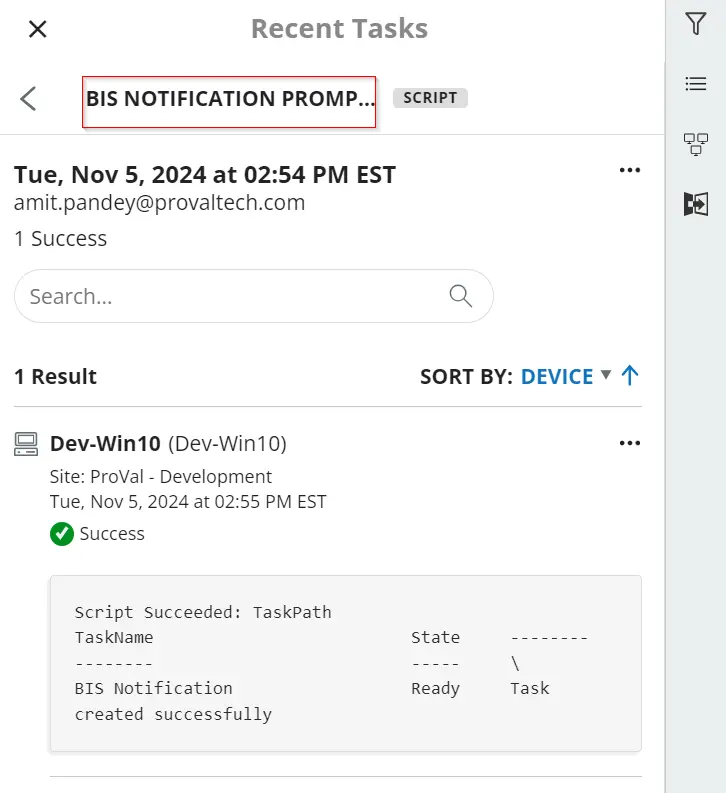 Recent Tasks
BIS NOTIFICATION PROMP... SCRIPT
Tue, Nov 5, 2024 at 02:54 PM EST
amit.pandey@provaltech.com
1 Success
Search...
1 Result SORT BY: DEVICE
Dev-Win10 (Dev-Win10)
Site: ProVal - Development
Tue, Nov 5, 2024 at 02:55 PM EST
Success
Script Succeeded: TaskPath
TaskName State --------
-------- ----- \
BIS Notification Ready Task
created successfully